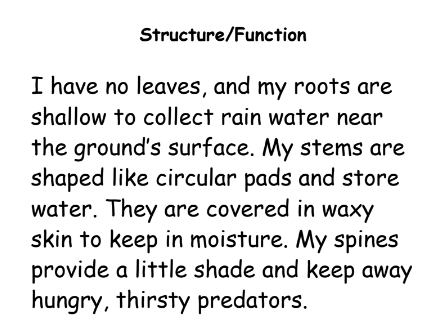 Structure/Function
I have no leaves, and my roots are
shallow to collect rain water near
the ground's surface. My stems are
shaped like circular pads and store
water. They are covered in waxy
skin to keep in moisture. My spines
provide a little shade and keep away
hungry, thirsty predators.